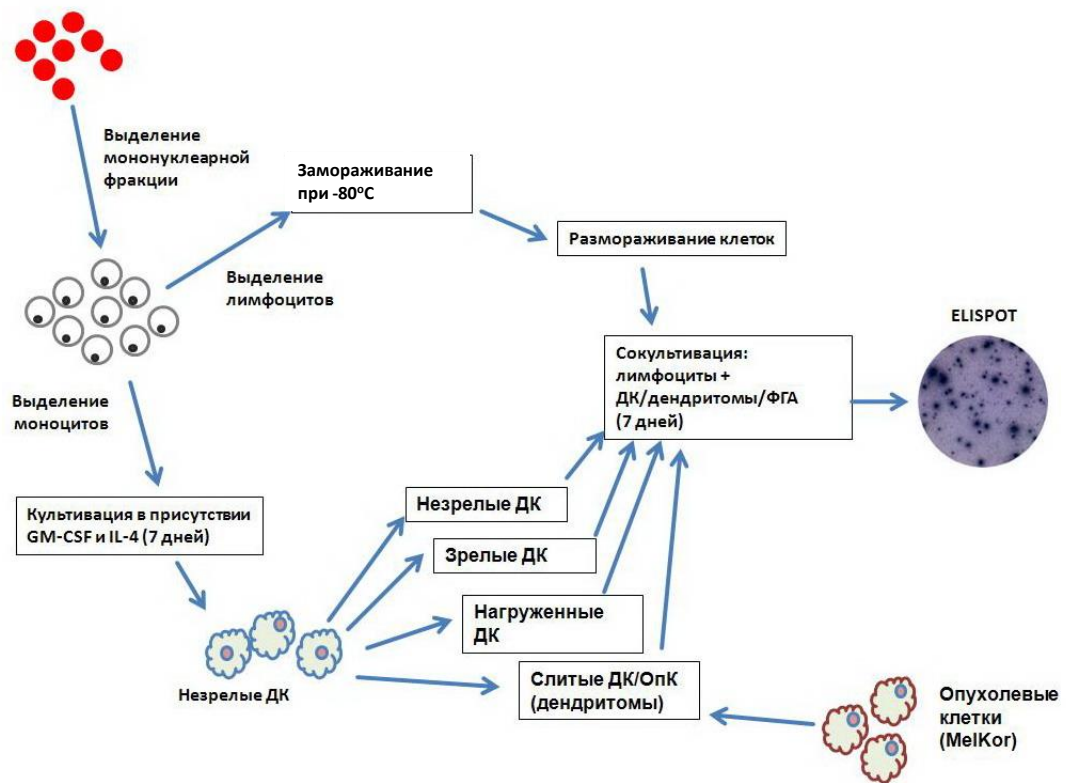 Выделение
мононуклеарной
фракции
Замораживание
при -80°C
Размораживание клеток
Выделение
лимфоцитов
ELISPOT
Сокультивация:
лимфоциты +
ДК/дендритомы/ФГА
(7 дней)
Выделение
моноцитов
Культивация в присутствии
GM-CSF и IL-4 (7 дней)
Незрелые ДК
Зрелые ДК
Нагруженные
ДК
Слитые ДК/ОпК
(дендритомы)
Незрелые ДК
Опухолевые
клетки
(MelKor)